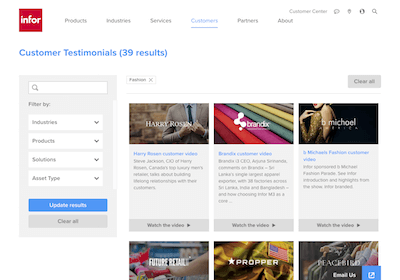 Customer Center
infor
Products Industries Services Customers Partners About
Customer Testimonials (39 results)
Fashion ×
Clear all
Filter by:
Industries
Products
Solutions
Asset Type
Update results
Clear all
HARRY ROSEN
Harry Rosen customer video
Steve Jackson, CIO of Harry
Rosen, Canada's top luxury men's
retailer, talks about building
lifelong relationships with their
customers.
Watch the video
brandix
Brandix customer video
Brandix (I CEO, Arjuna Sirinanda,
comments on Brandix – Sri
Lanka's single largest apparel
exporter, with 38 factories across
Sri Lanka, India and Bangladesh –
and how choosing Infor M3 as a
core ...
Watch the video
b michael
AMERICA
b Michael's Fashion customer
video
Infor sponsored b Michael
Fashion Parade. See Infor
introduction and highlights from
the show. Infor branded.
Watch the video
FUTURE RETAIL
PROPPER
PEACEBIRD
Email Us